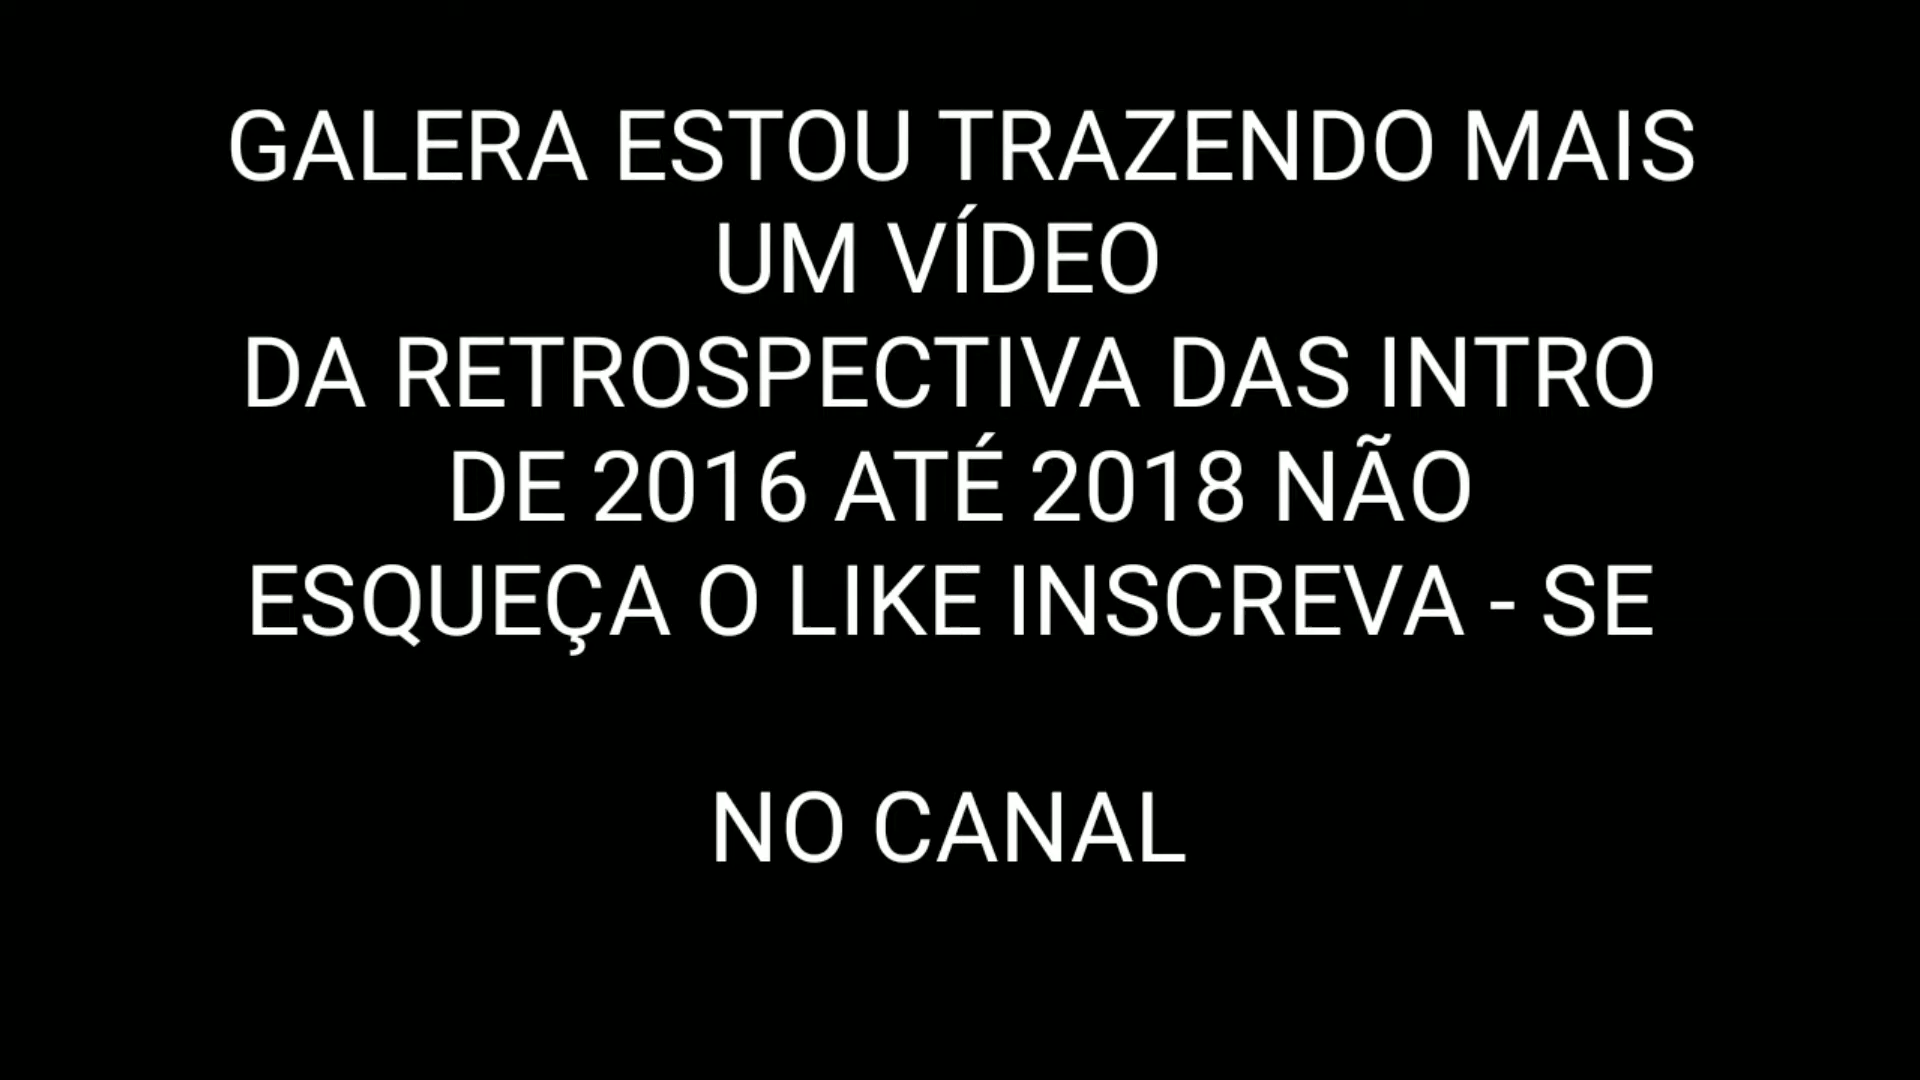 GALERA ESTOU TRAZENDO MAIS
UM VÍDEO
DA RETROSPECTIVA DAS INTRO
DE 2016 ATÉ 2018 NÃO
ESQUEÇA O LIKE INSCREVA - SE
NO CANAL